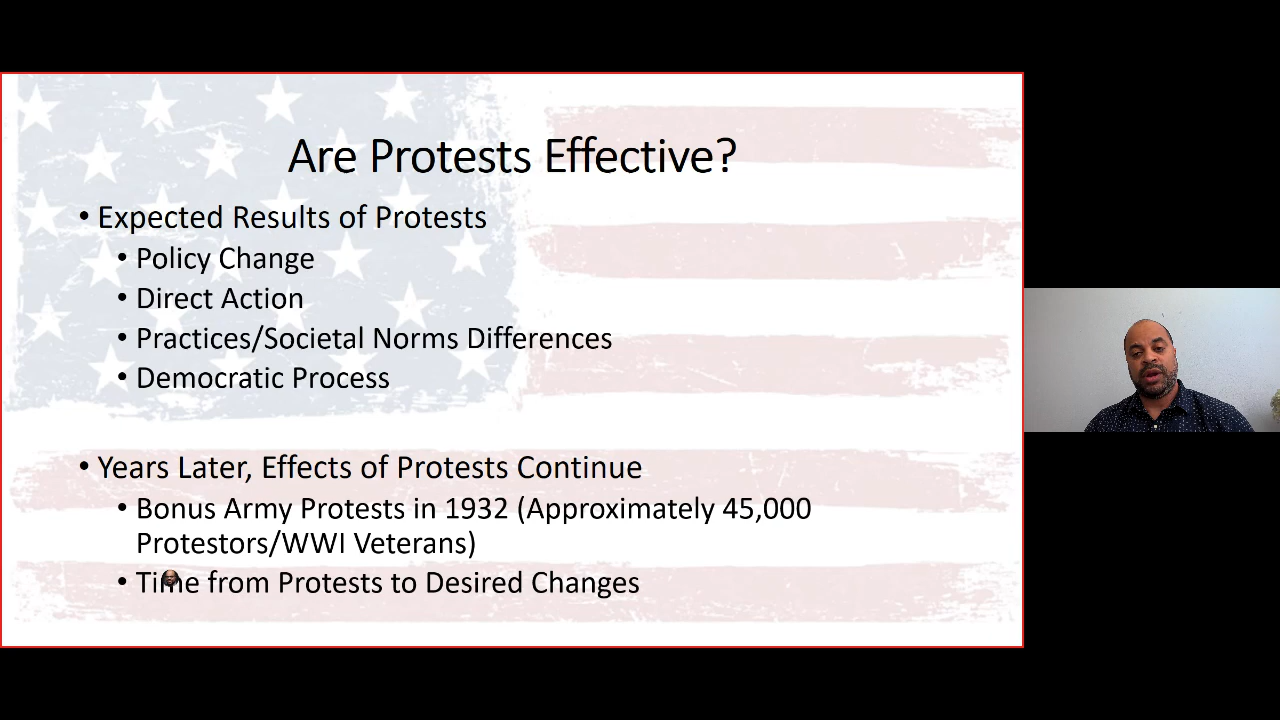 Are Protests Effective?
• Expected Results of Protests
• Policy Change
• Direct Action
• Practices/Societal Norms Differences
• Democratic Process
• Years Later, Effects of Protests Continue
• Bonus Army Protests in 1932 (Approximately 45,000
Protestors/WWI Veterans)
• Time from Protests to Desired Changes